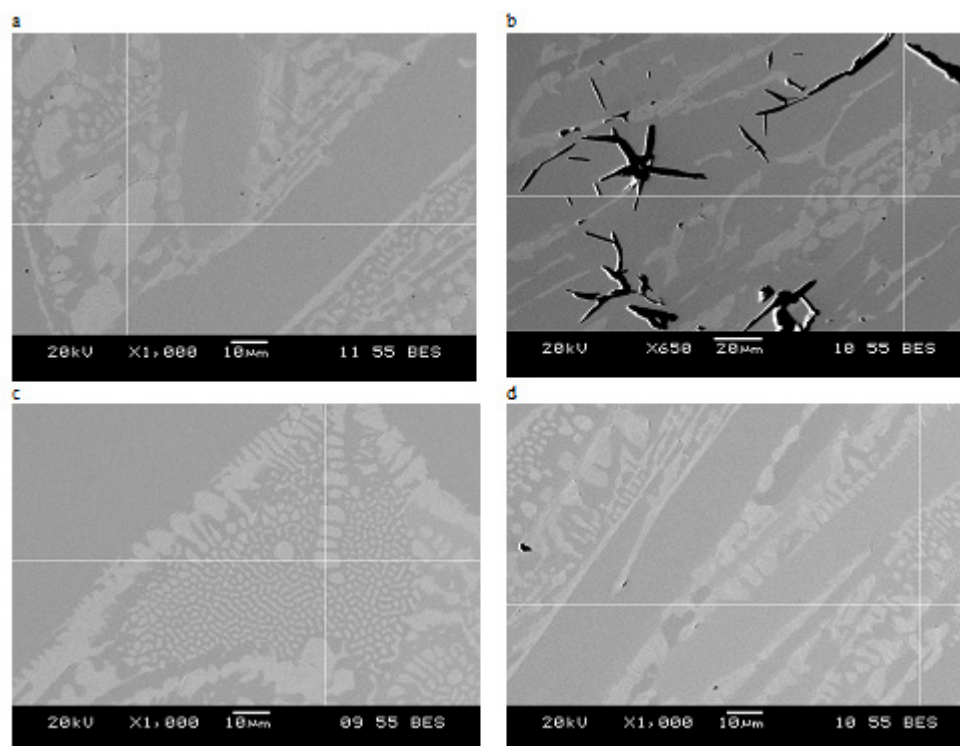 a
b
20kV X1,000 10µm 11 55 BES
20kV X650 20µm 10 55 BES
c
d
20kV X1,000 10µm 09 55 BES
20kV X1,000 10µm 10 55 BES